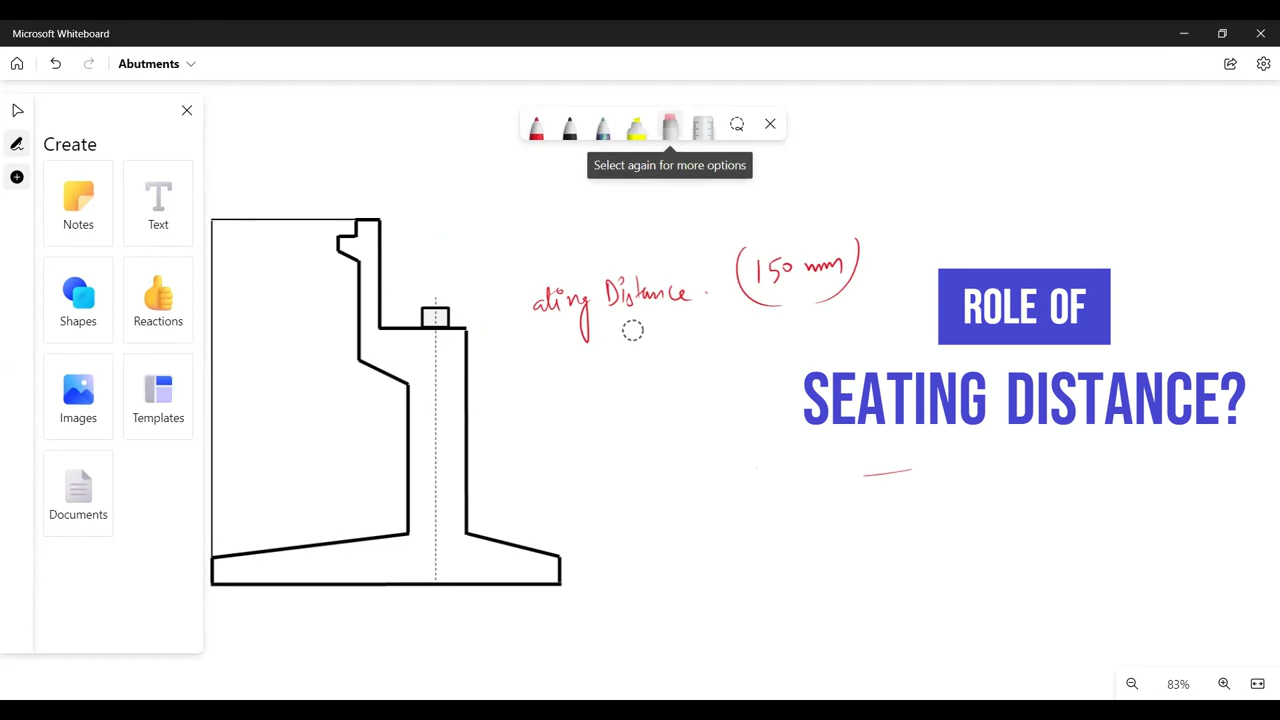 Microsoft Whiteboard
Abutments
Create
Select again for more options
Notes
Text
Shapes
Reactions
Images
Templates
Documents
ating Distance. (150 mm)
ROLE OF
SEATING DISTANCE?
83%